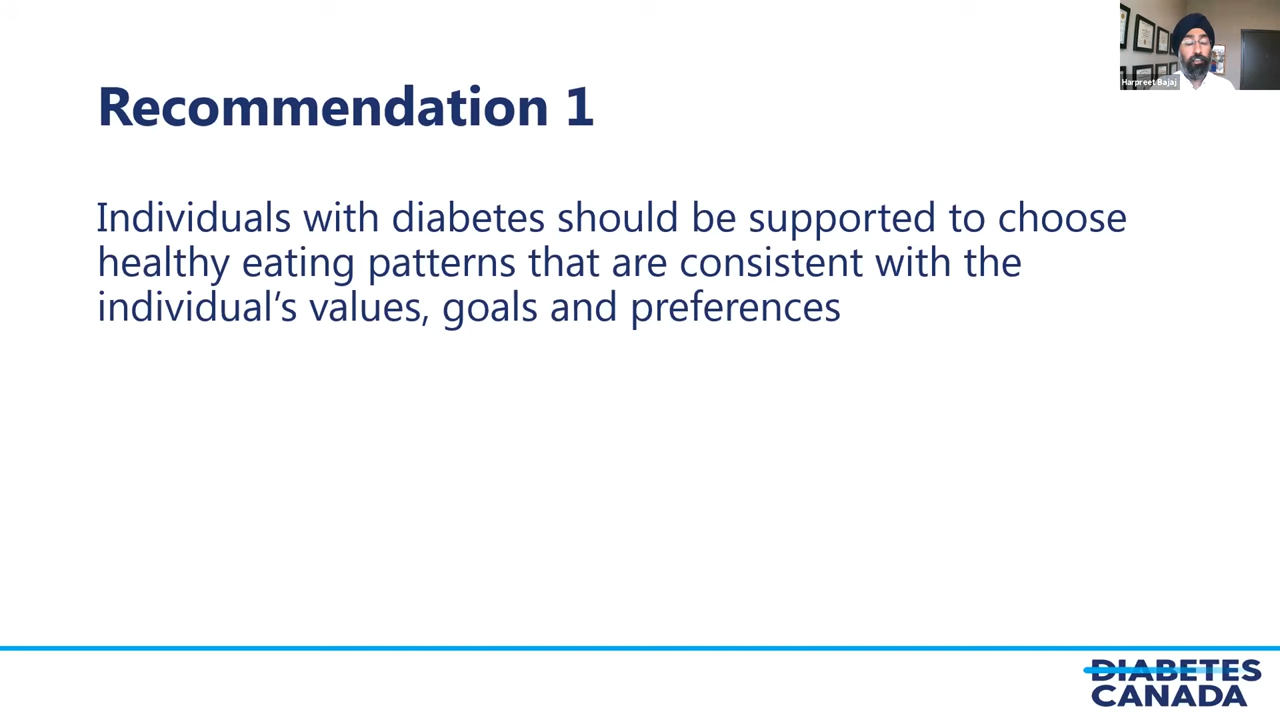 Harpreet Bajaj
Recommendation 1
Individuals with diabetes should be supported to choose
healthy eating patterns that are consistent with the
individual’s values, goals and preferences
DIABETES
CANADA